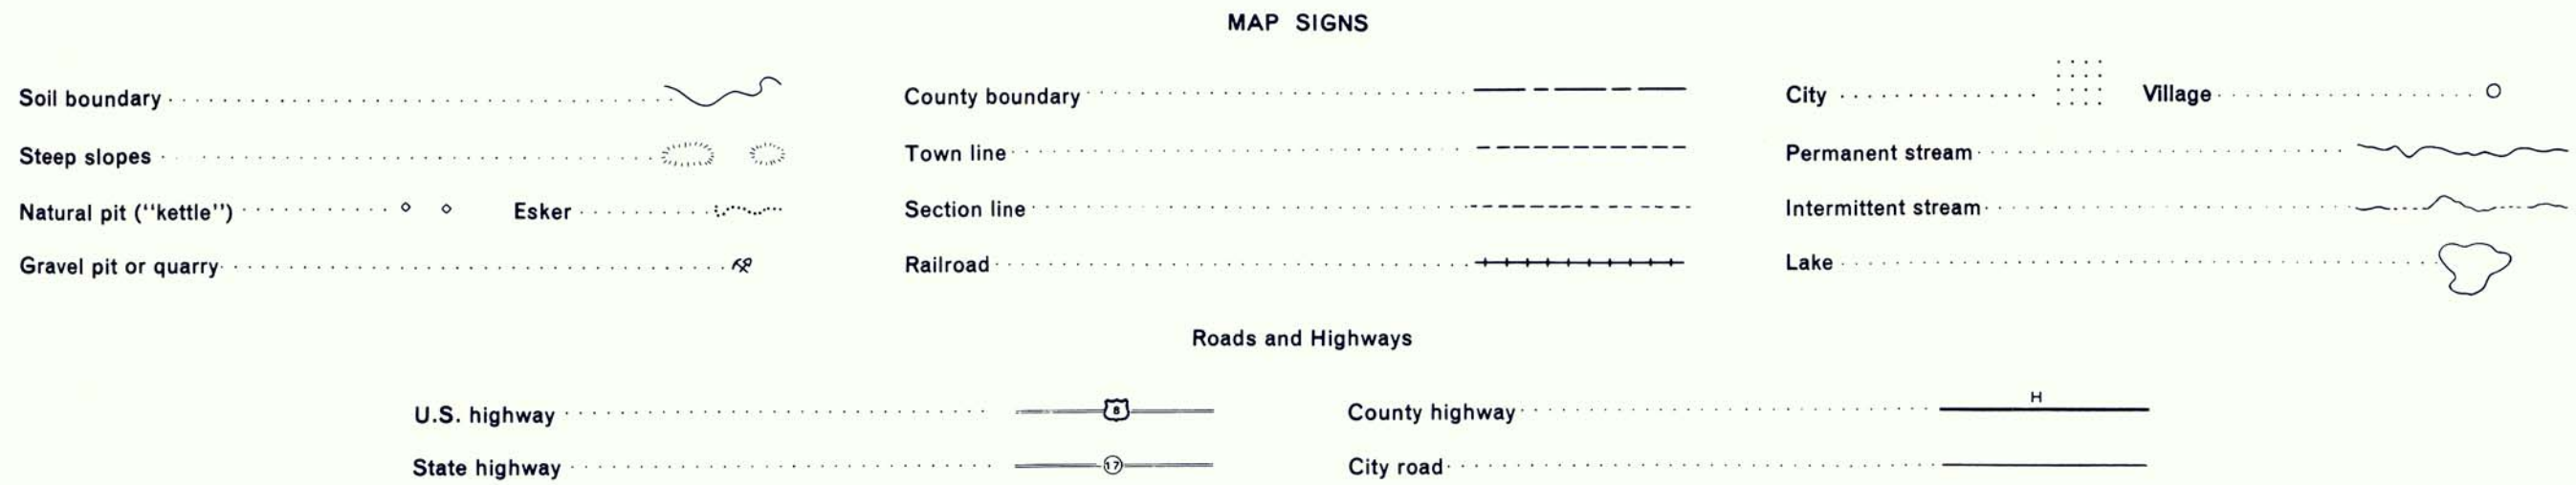 MAP SIGNS
Soil boundary
Steep slopes
Natural pit ("kettle") Esker
Gravel pit or quarry
County boundary
Town line
Section line
Railroad
City Village
Permanent stream
Intermittent stream
Lake
Roads and Highways
U.S. highway 8
State highway 17
County highway H
City road